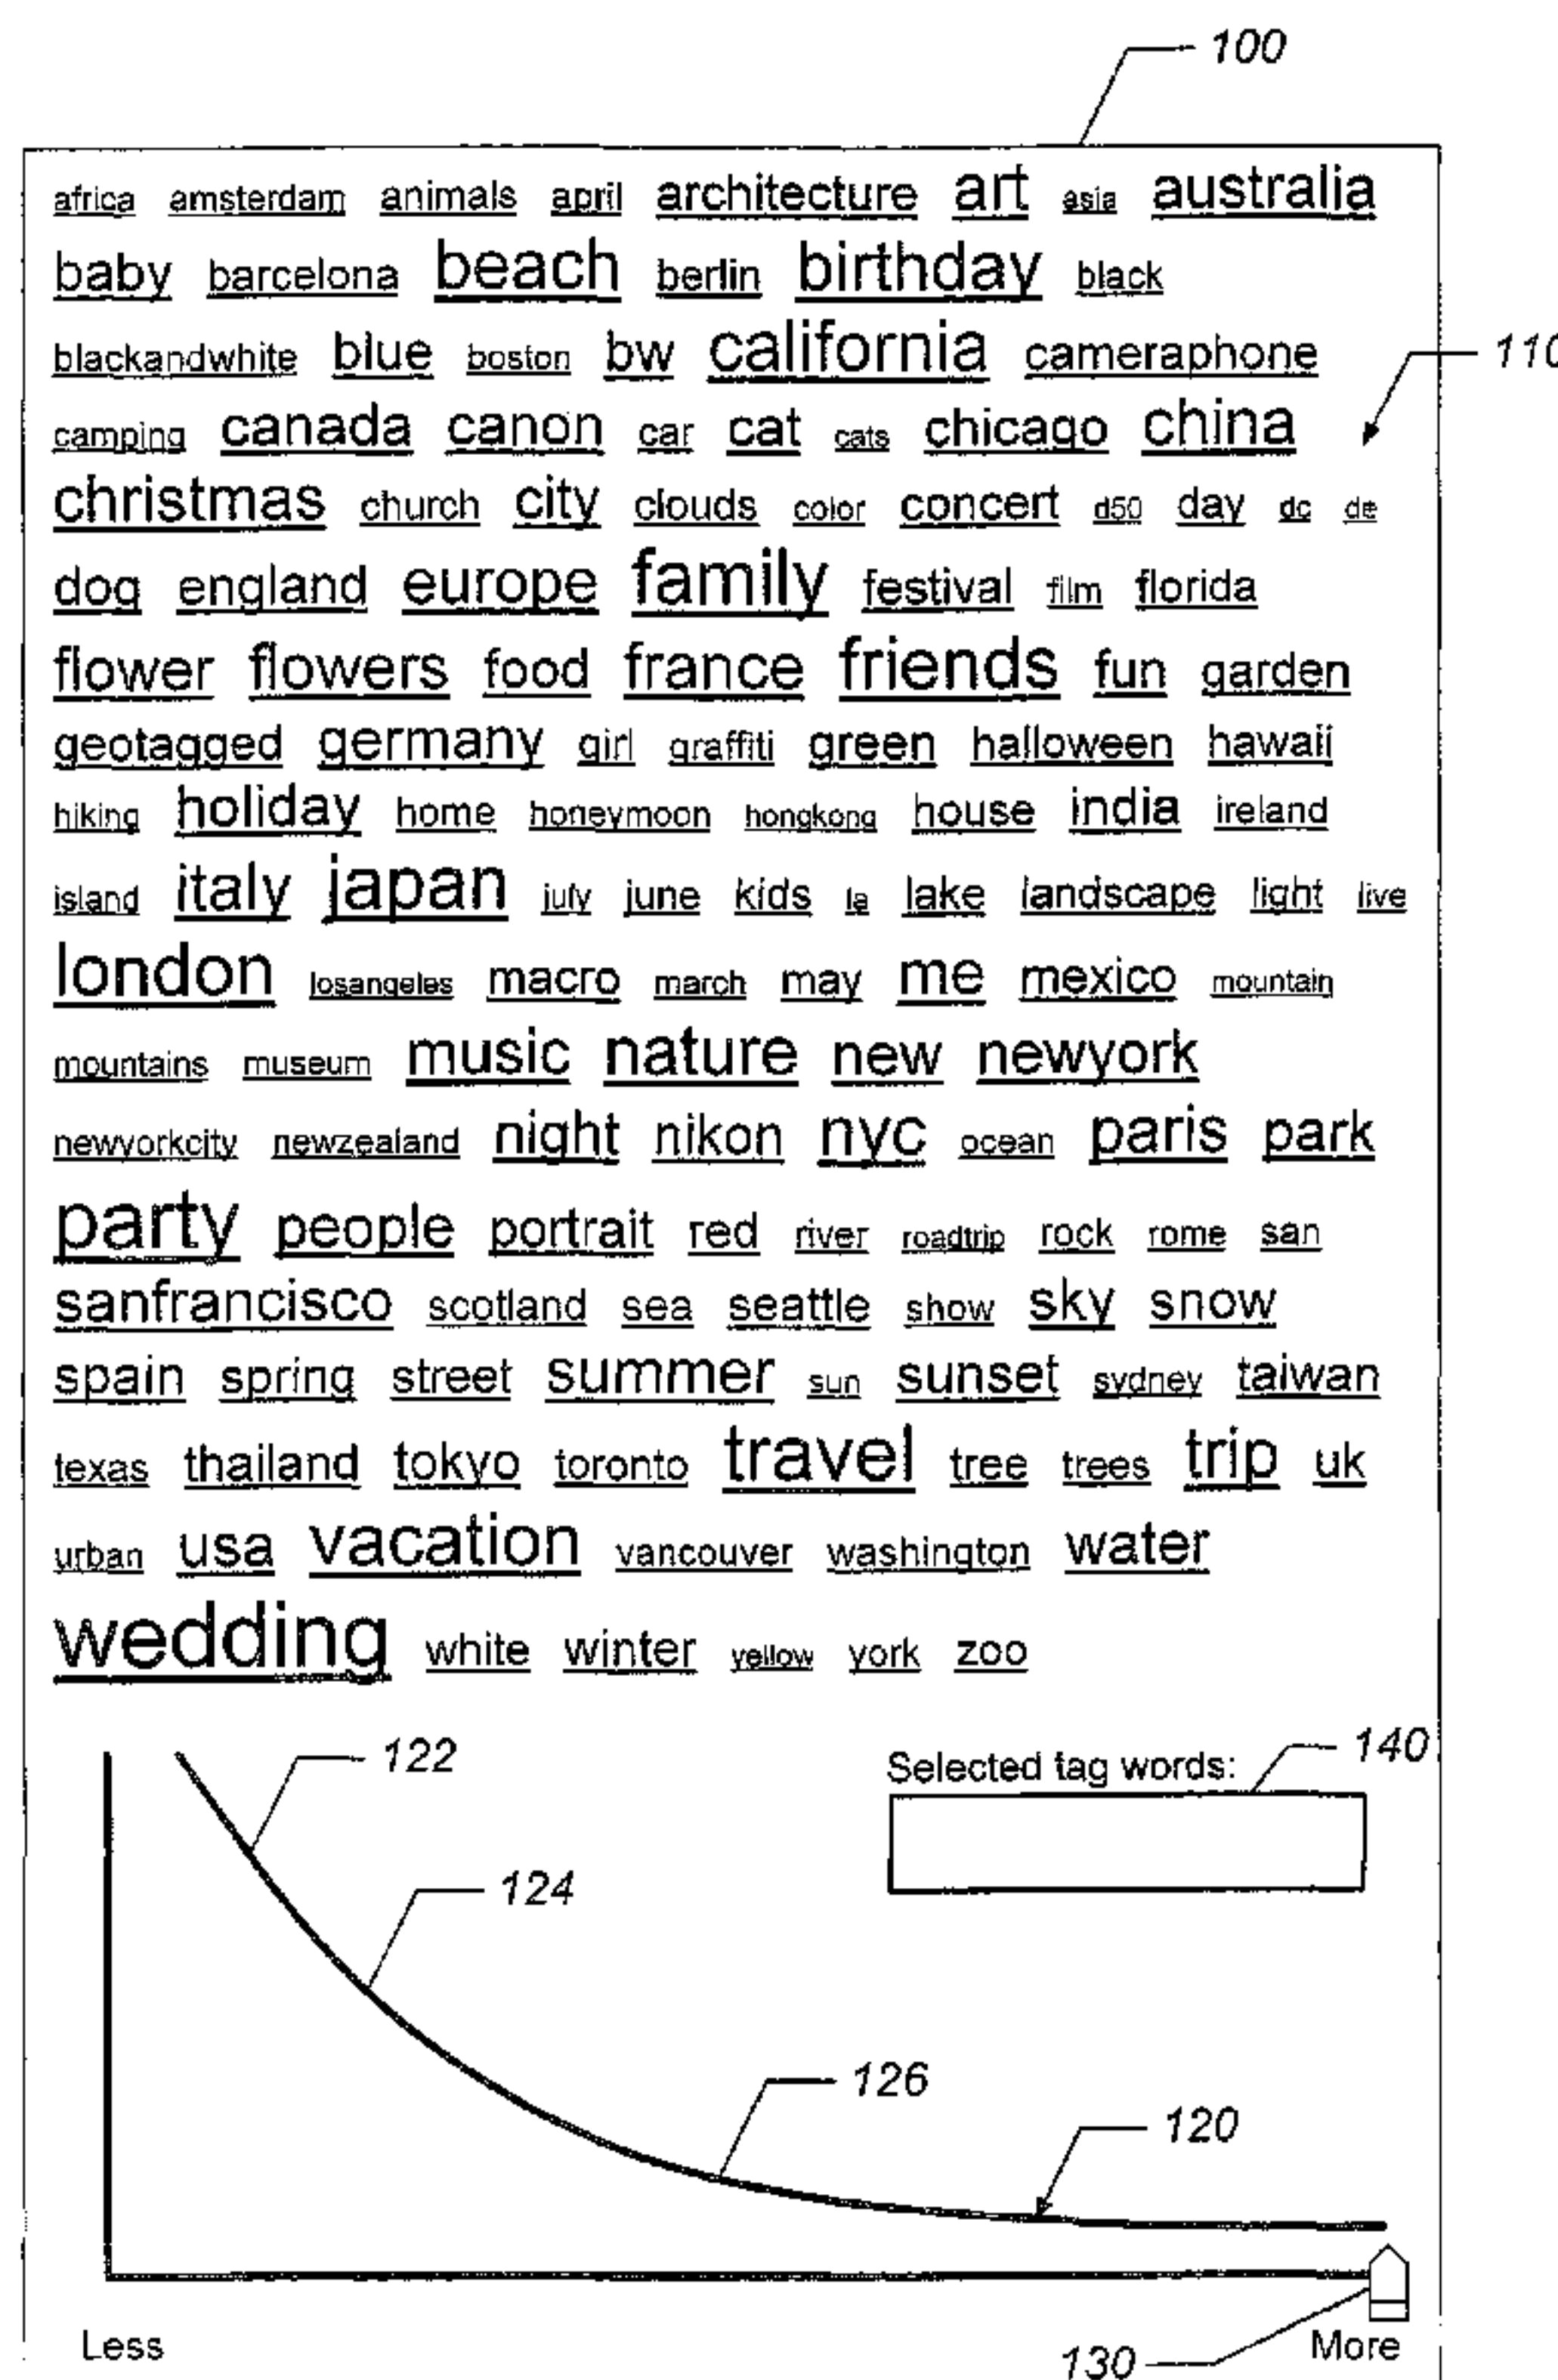 100
africa amsterdam animals april architecture art asia australia
baby barcelona beach berlin birthday black
blackandwhite blue boston bw california cameraphone
110
camping canada canon car cat cats chicago china
christmas church city clouds color concert d50 day dc de
dog england europe family festival film florida
flower flowers food france friends fun garden
geotagged germany girl graffiti green halloween hawaii
hiking holiday home honeymoon hongkong house india ireland
island italy japan july june kids la lake landscape light live
london losangeles macro march may me mexico mountain
mountains museum music nature new newyork
newyorkcity newzealand night nikon nyc ocean paris park
party people portrait red river roadtrip rock rome san
sanfrancisco scotland sea seattle show sky snow
spain spring street summer sun sunset sydney taiwan
texas thailand tokyo toronto travel tree trees trip uk
urban usa vacation vancouver washington water
wedding white winter yellow york zoo
122
Selected tag words:
140
124
126
120
Less
130
More